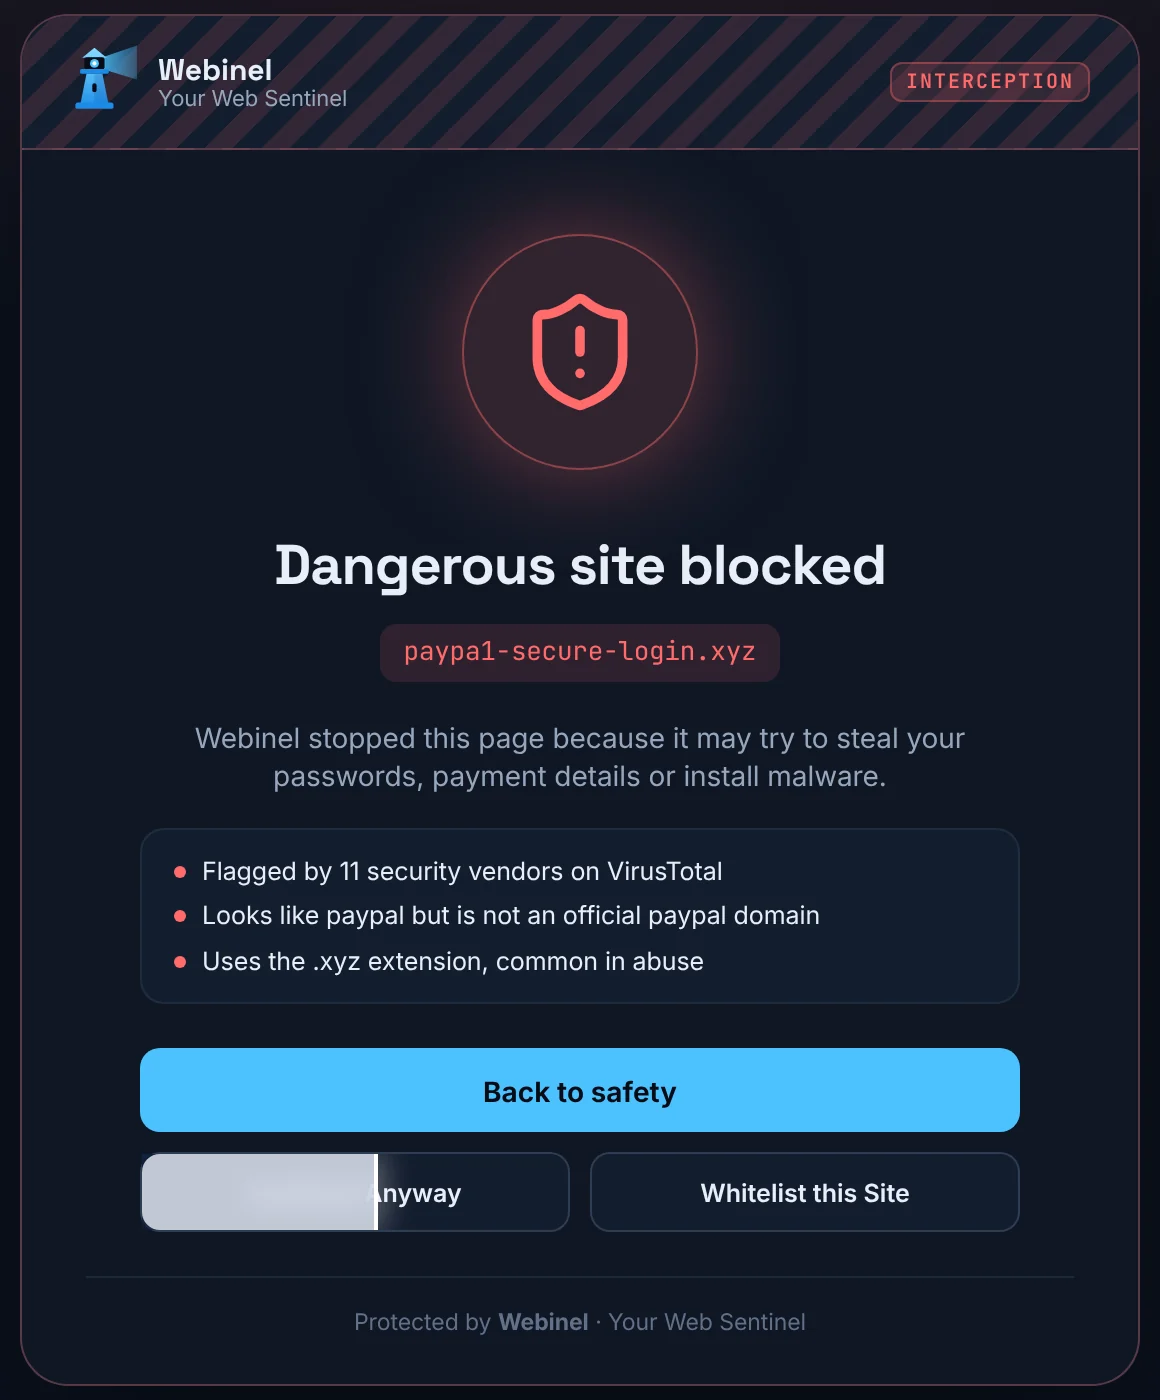 Webinel
Your Web Sentinel
INTERCEPTION
Dangerous site blocked
paypa1-secure-login.xyz
Webinel stopped this page because it may try to steal your
passwords, payment details or install malware.
Flagged by 11 security vendors on VirusTotal
Looks like paypal but is not an official paypal domain
Uses the .xyz extension, common in abuse
Back to safety
Anyway
Whitelist this Site
Protected by Webinel · Your Web Sentinel